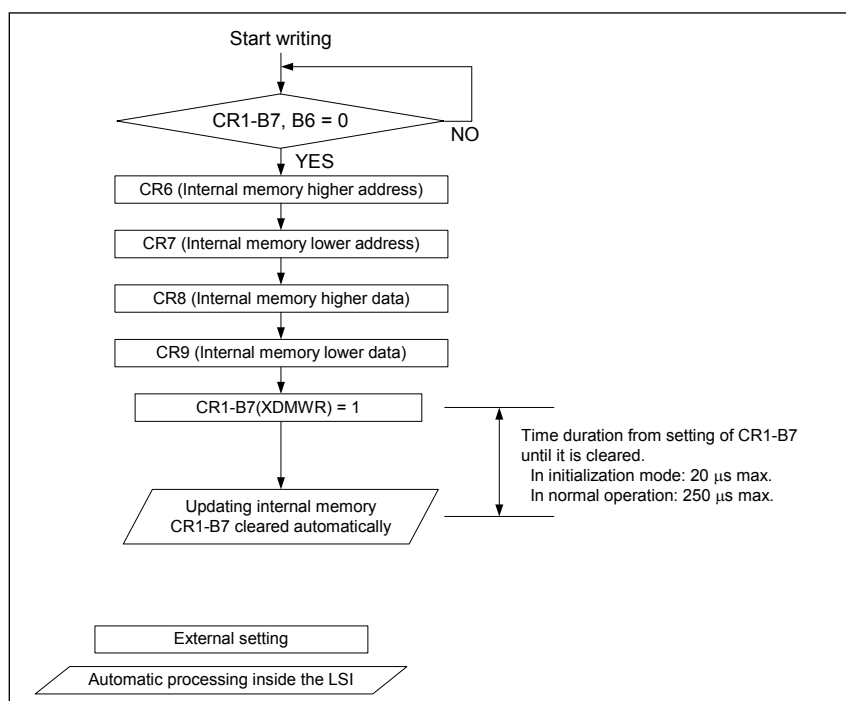 Start writing
CR1-B7, B6 = 0
NO
YES
CR6 (Internal memory higher address)
CR7 (Internal memory lower address)
CR8 (Internal memory higher data)
CR9 (Internal memory lower data)
CR1-B7(XDMWR) = 1
Time duration from setting of CR1-B7
until it is cleared.
In initialization mode: 20 μs max.
In normal operation: 250 μs max.
Updating internal memory
CR1-B7 cleared automatically
External setting
Automatic processing inside the LSI